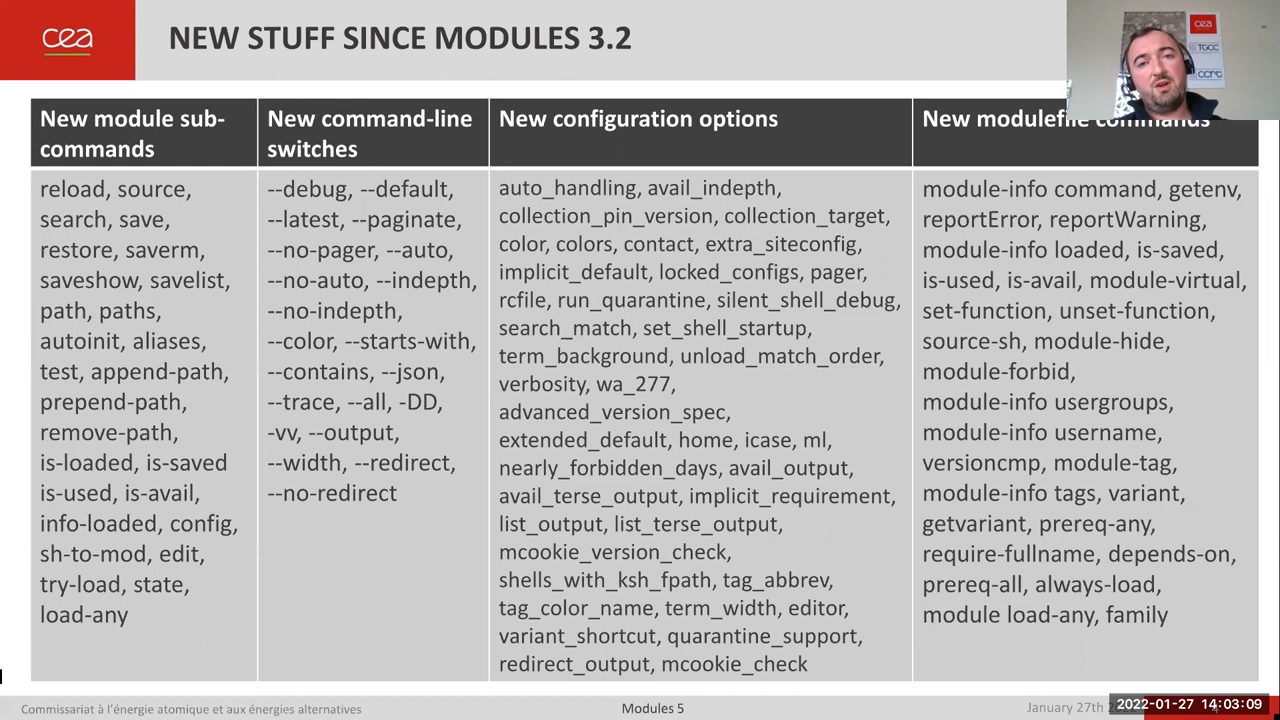 cea
NEW STUFF SINCE MODULES 3.2
cea
TGCC
ccrt
New module sub-
commands
reload, source,
search, save,
restore, saverm,
saveshow, savelist,
path, paths,
autoinit, aliases,
test, append-path,
prepend-path,
remove-path,
is-loaded, is-saved
is-used, is-avail,
info-loaded, config,
sh-to-mod, edit,
try-load, state,
load-any
New command-line
switches
--debug, --default,
--latest, --paginate,
--no-pager, --auto,
--no-auto, --indepth,
--no-indepth,
--color, --starts-with,
--contains, --json,
--trace, --all, -DD,
-vv, --output,
--width, --redirect,
--no-redirect
New configuration options
auto_handling, avail_indepth,
collection_pin_version, collection_target,
color, colors, contact, extra_siteconfig,
implicit_default, locked_configs, pager,
rcfile, run_quarantine, silent_shell_debug,
search_match, set_shell_startup,
term_background, unload_match_order,
verbosity, wa_277,
advanced_version_spec,
extended_default, home, icase, ml,
nearly_forbidden_days, avail_output,
avail_terse_output, implicit_requirement,
list_output, list_terse_output,
mcookie_version_check,
shells_with_ksh_fpath, tag_abbrev,
tag_color_name, term_width, editor,
variant_shortcut, quarantine_support,
redirect_output, mcookie_check
New modulefile commands
module-info command, getenv,
reportError, reportWarning,
module-info loaded, is-saved,
is-used, is-avail, module-virtual,
set-function, unset-function,
source-sh, module-hide,
module-forbid,
module-info usergroups,
module-info username,
versioncmp, module-tag,
module-info tags, variant,
getvariant, prereq-any,
require-fullname, depends-on,
prereq-all, always-load,
module load-any, family
Commissariat à l'énergie atomique et aux énergies alternatives
Modules 5
January 27th
2022-01-27 14:03:09